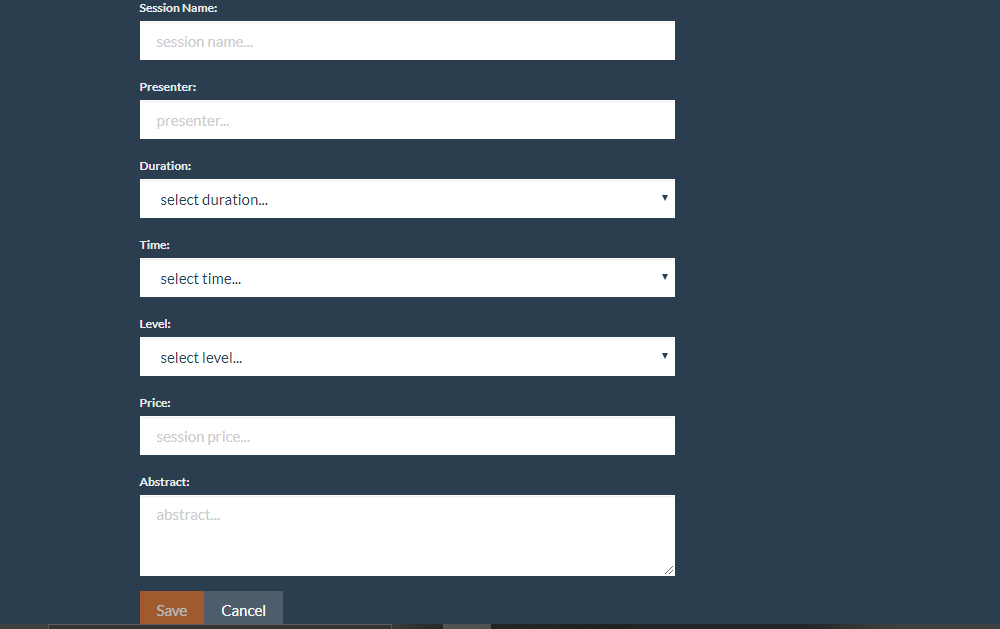 Session Name:
session name...
Presenter:
presenter...
Duration:
select duration...
Time:
select time...
Level:
select level...
Price:
session price...
Abstract:
abstract...
Save Cancel